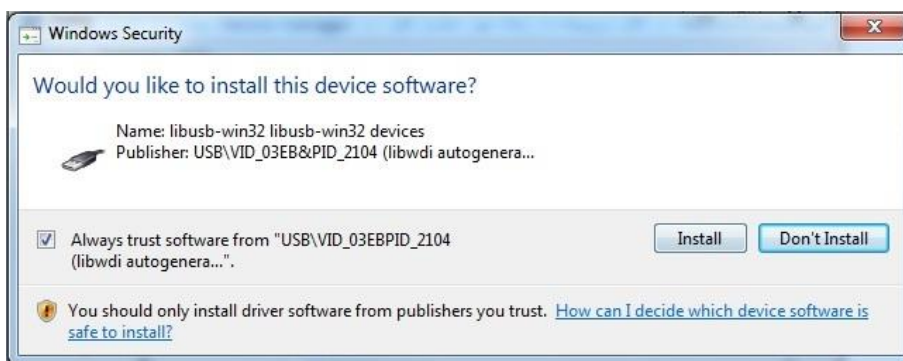 Windows Security
Would you like to install this device software?
Name: libusb-win32 libusb-win32 devices
Publisher: USB\VID_03EB&PID_2104 (libwdi autogenera...
Always trust software from "USB\VID_03EBPID_2104
(libwdi autogenera...".
Install
Don't Install
You should only install driver software from publishers you trust. How can I decide which device software is
safe to install?